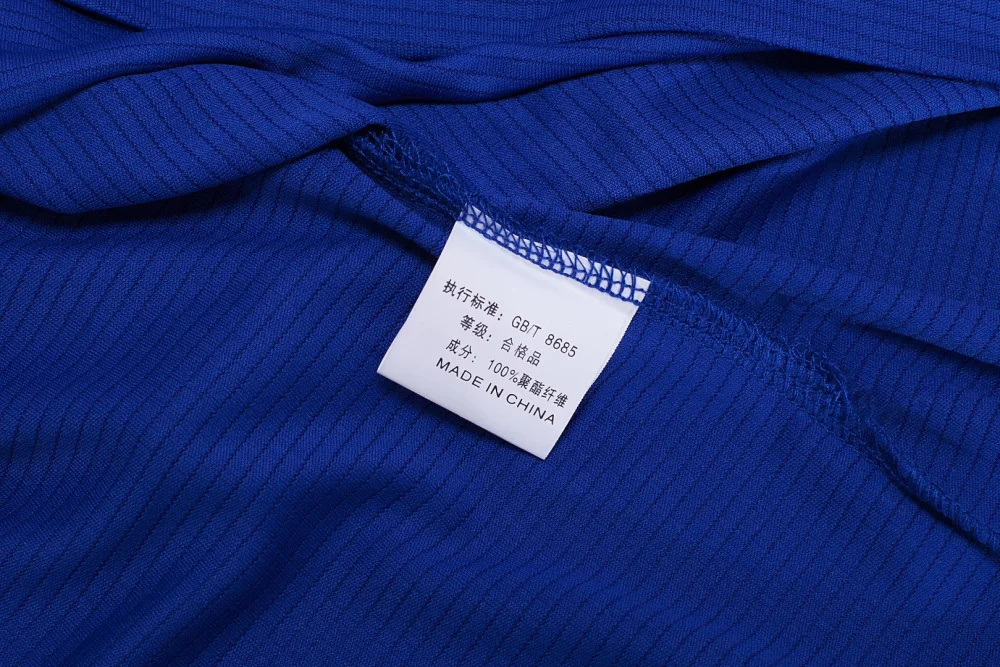 执行标准: GB/T 8685
等级: 合格品
成分: 100%聚酯纤维
MADE IN CHINA